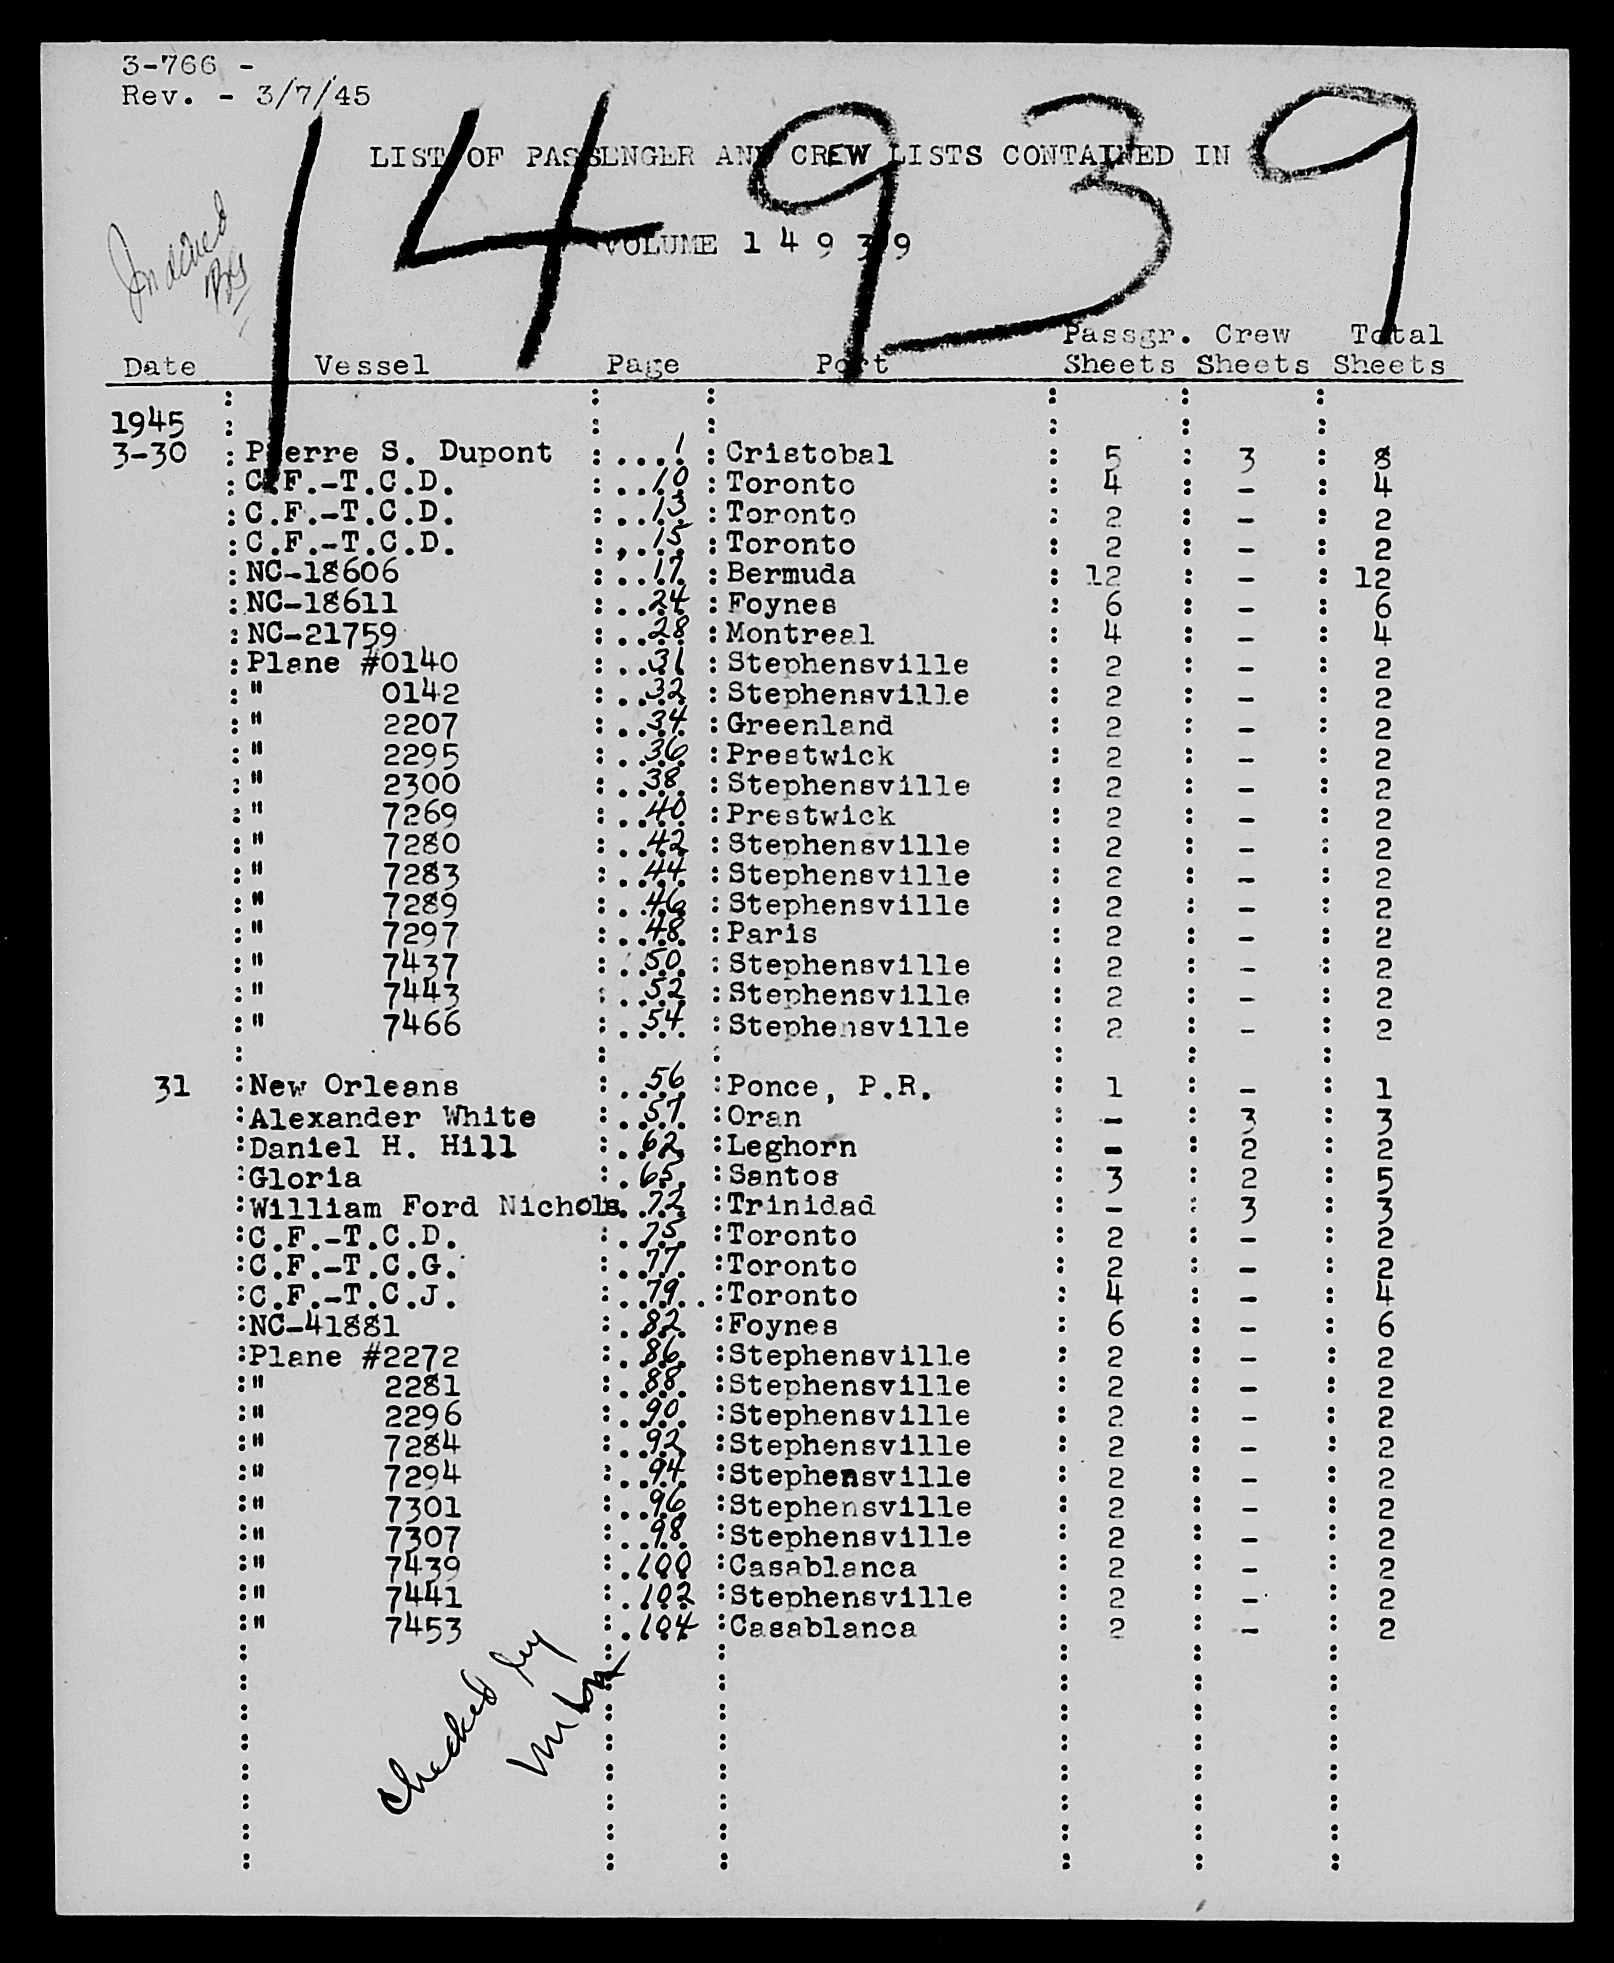 3-766 -
Rev. - 3/7/45
14939
LIST OF PASSENGER AND CREW LISTS CONTAINED IN
Indexed
VOLUME 1 4 9 3 9
Passgr. Crew Total
Date Vessel Page Port Sheets Sheets Sheets
1945
3-30 : Pierre S. Dupont : ....1 : Cristobal : 5 : 3 : 8
: C.F.-T.C.D. : ..10 : Toronto : 4 : - : 4
: C.F.-T.C.D. : ..13 : Toronto : 2 : - : 2
: C.F.-T.C.D. : ..15 : Toronto : 2 : - : 2
: NC-18606 : ..17 : Bermuda : 12 : - : 12
: NC-18611 : ..24 : Foynes : 6 : - : 6
: NC-21759 : ..28 : Montreal : 4 : - : 4
: Plane #0140 : ..31 : Stephensville : 2 : - : 2
: " 0142 : ..32 : Stephensville : 2 : - : 2
: " 2207 : ..34 : Greenland : 2 : - : 2
: " 2295 : ..36 : Prestwick : 2 : - : 2
: " 2300 : ..38 : Stephensville : 2 : - : 2
: " 7269 : ..40 : Prestwick : 2 : - : 2
: " 7280 : ..42 : Stephensville : 2 : - : 2
: " 7283 : ..44 : Stephensville : 2 : - : 2
: " 7289 : ..46 : Stephensville : 2 : - : 2
: " 7297 : ..48 : Paris : 2 : - : 2
: " 7437 : ..50 : Stephensville : 2 : - : 2
: " 7443 : ..52 : Stephensville : 2 : - : 2
: " 7466 : ..54 : Stephensville : 2 : - : 2
31 : New Orleans : ..56 : Ponce, P.R. : 1 : - : 1
: Alexander White : ..57 : Oran : - : 3 : 3
: Daniel H. Hill : ..62 : Leghorn : - : 2 : 2
: Gloria : ..65 : Santos : 3 : 2 : 5
: William Ford Nichols..72 : Trinidad : - : 3 : 3
: C.F.-T.C.D. : ..75 : Toronto : 2 : - : 2
: C.F.-T.C.G. : ..77 : Toronto : 2 : - : 2
: C.F.-T.C.J. : ..79 : Toronto : 4 : - : 4
: NC-41881 : ..82 : Foynes : 6 : - : 6
: Plane #2272 : ..86 : Stephensville : 2 : - : 2
: " 2281 : ..88 : Stephensville : 2 : - : 2
: " 2296 : ..90 : Stephensville : 2 : - : 2
: " 7284 : ..92 : Stephensville : 2 : - : 2
: " 7294 : ..94 : Stephensville : 2 : - : 2
: " 7301 : ..96 : Stephensville : 2 : - : 2
: " 7307 : ..98 : Stephensville : 2 : - : 2
: " 7439 : .100 : Casablanca : 2 : - : 2
: " 7441 : .102 : Stephensville : 2 : - : 2
: " 7453 : .104 : Casablanca : 2 : - : 2
checked by